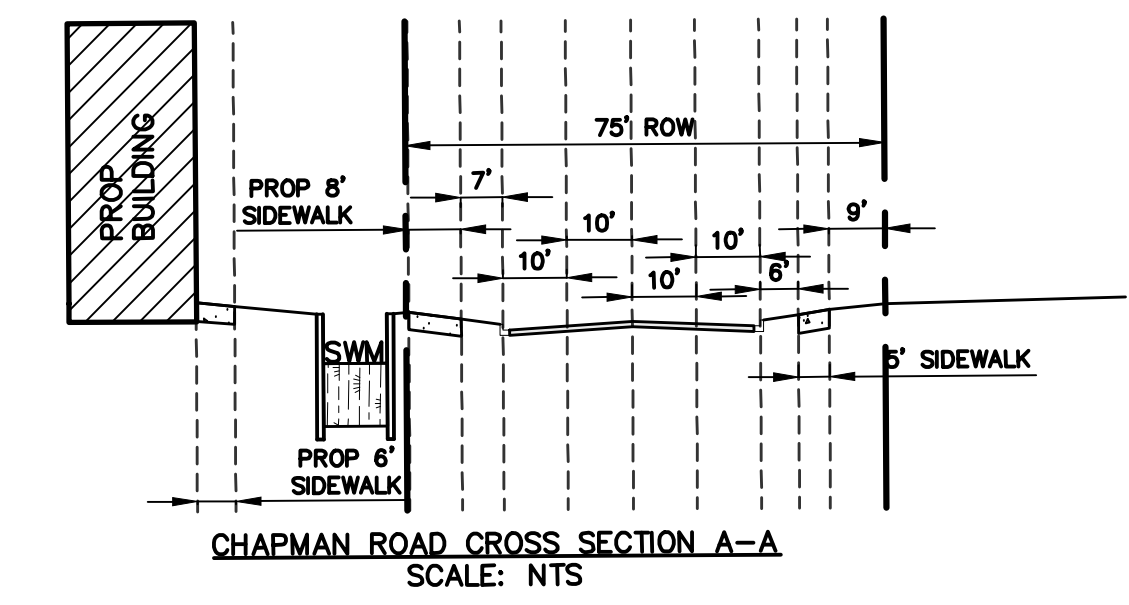 75' ROW
PROP
BUILDING
PROP 8'
SIDEWALK
7'
9'
10'
10'
10'
10'
6'
SWM
5' SIDEWALK
PROP 6'
SIDEWALK
CHAPMAN ROAD CROSS SECTION A-A
SCALE: NTS